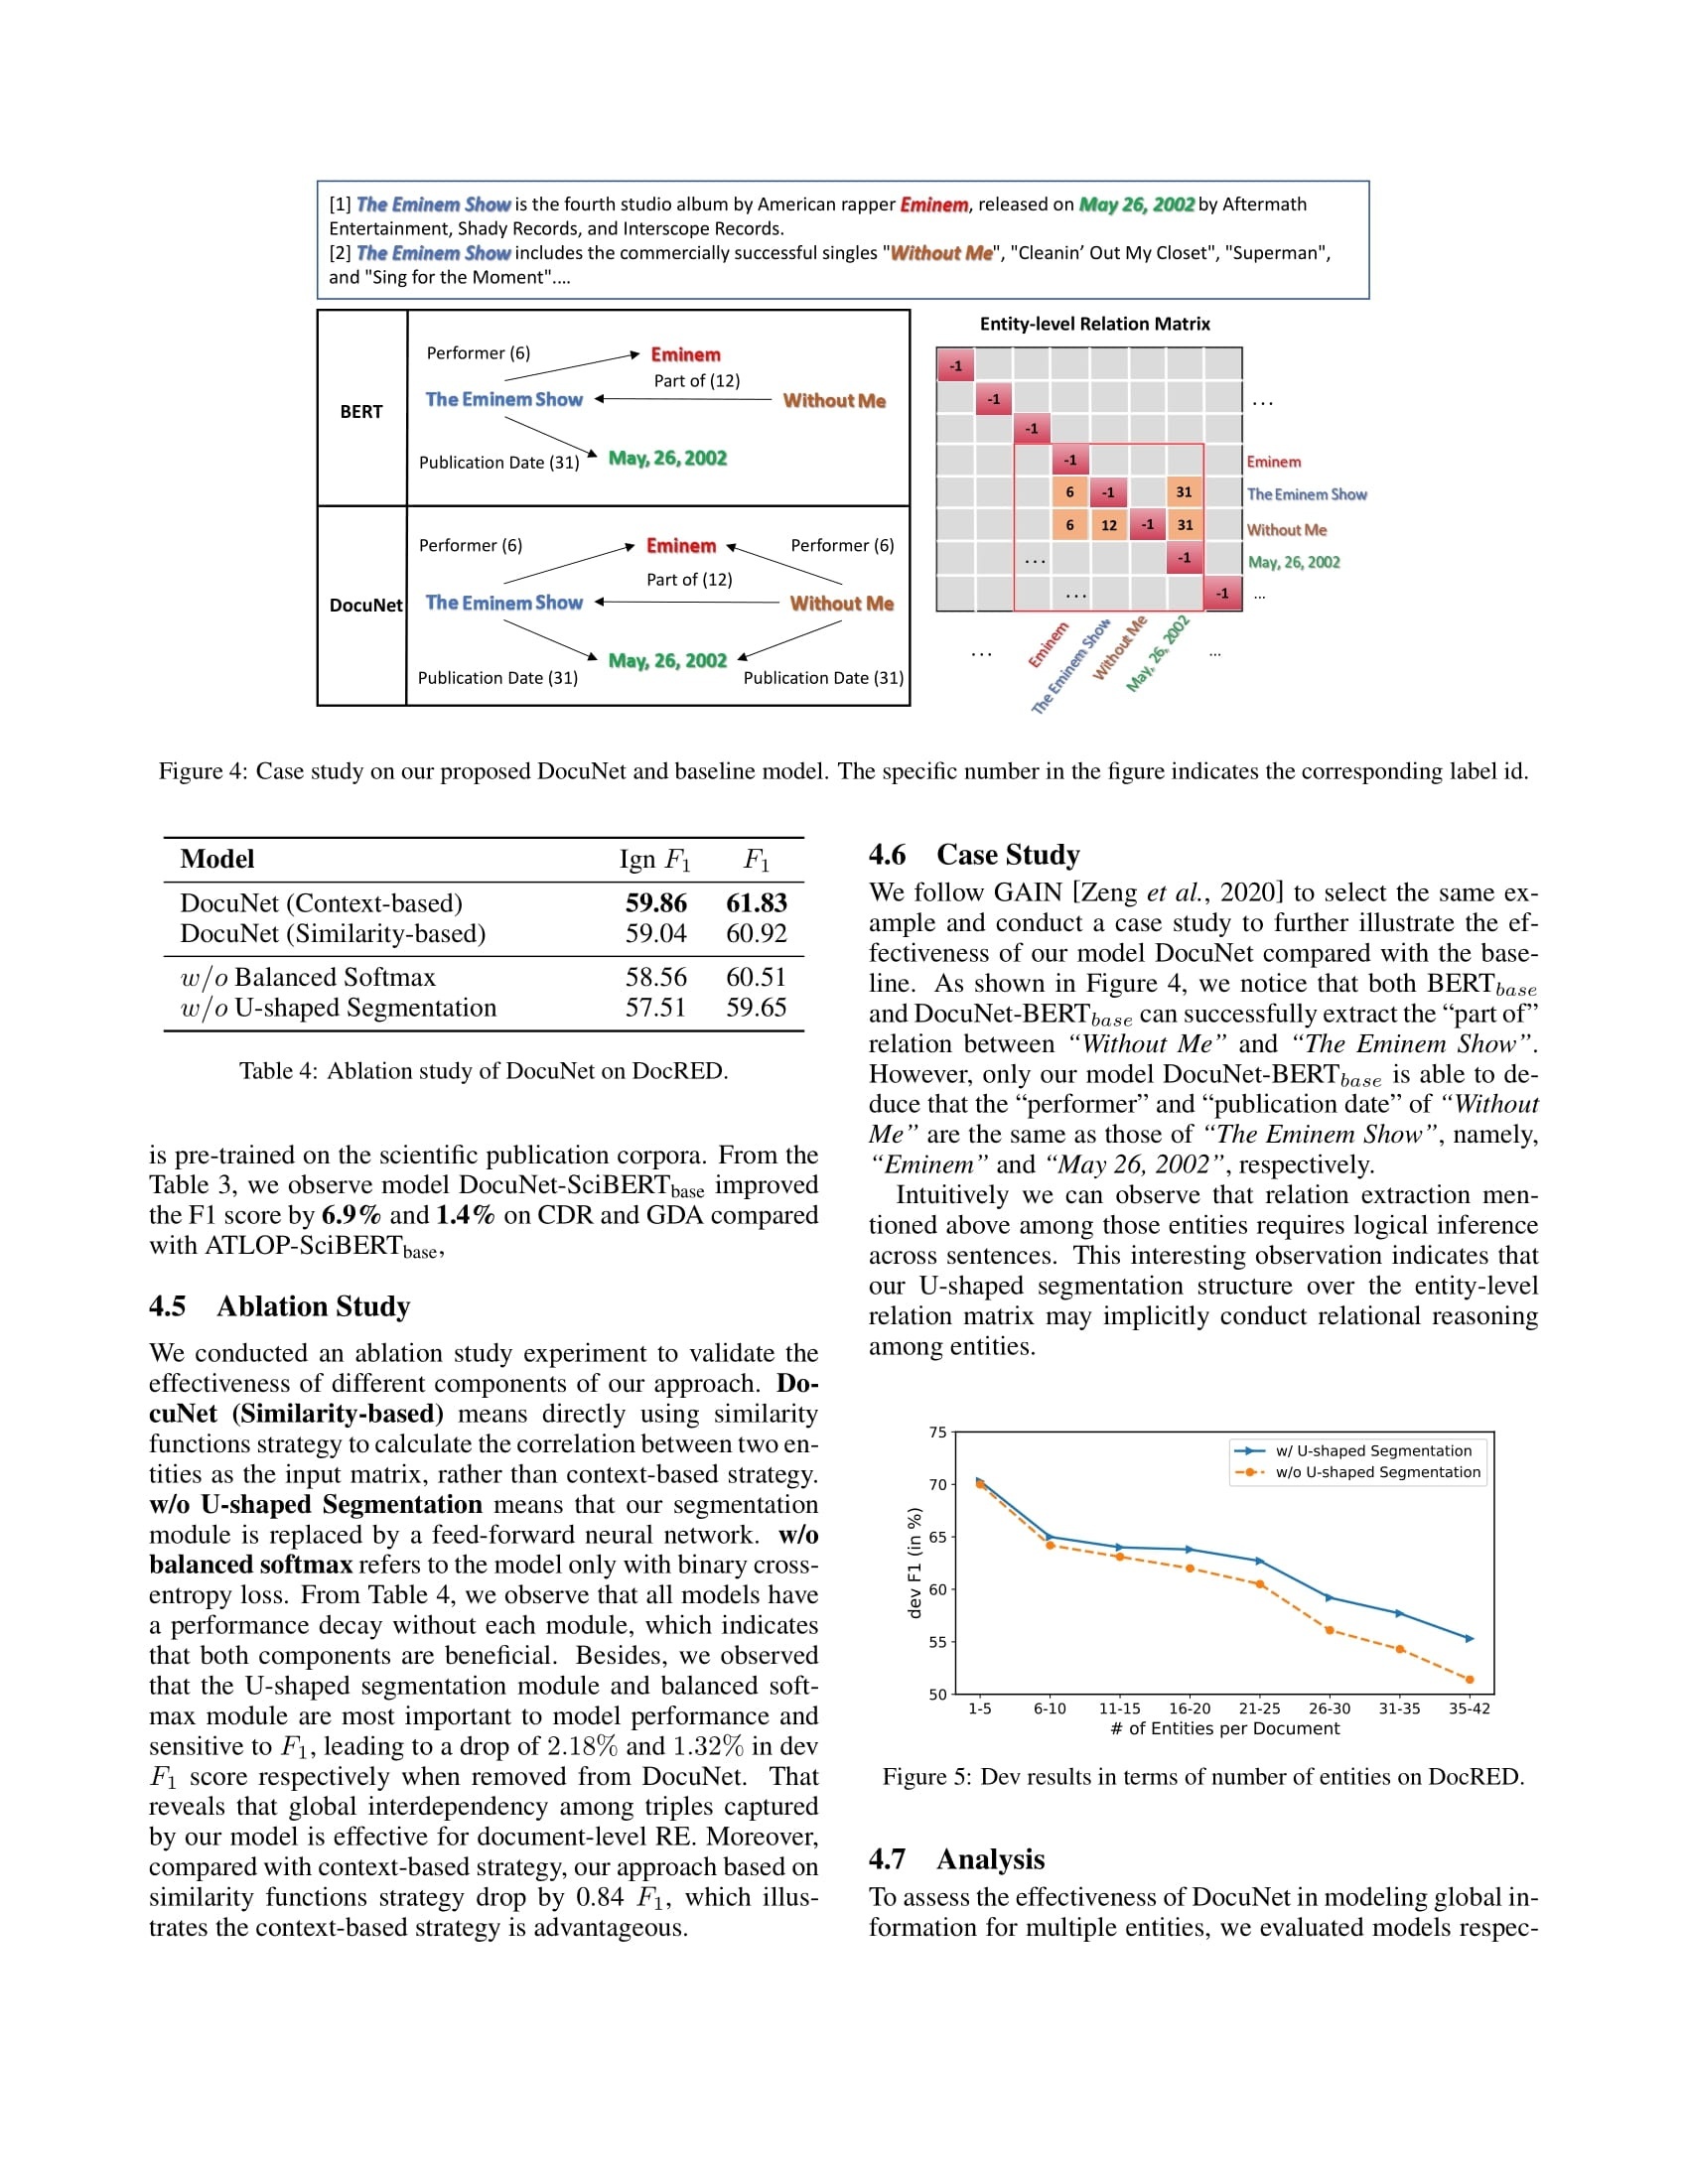 [1] The Eminem Show is the fourth studio album by American rapper Eminem, released on May 26, 2002 by Aftermath
Entertainment, Shady Records, and Interscope Records.
[2] The Eminem Show includes the commercially successful singles "Without Me", "Cleanin' Out My Closet", "Superman",
and "Sing for the Moment"....
BERT
Performer (6)
Eminem
Part of (12)
The Eminem Show
Without Me
Publication Date (31)
May, 26, 2002
DocuNet
Performer (6)
Eminem
Performer (6)
Part of (12)
The Eminem Show
Without Me
May, 26, 2002
Publication Date (31)
Publication Date (31)
Entity-level Relation Matrix
-1
-1 ...
-1
-1 Eminem
6 -1 31 The Eminem Show
6 12 -1 31 Without Me
... -1 May, 26, 2002
... -1 ...
... Eminem The Eminem Show Without Me May, 26, 2002 ...
Figure 4: Case study on our proposed DocuNet and baseline model. The specific number in the figure indicates the corresponding label id.
Model Ign F1 F1
DocuNet (Context-based) 59.86 61.83
DocuNet (Similarity-based) 59.04 60.92
w/o Balanced Softmax 58.56 60.51
w/o U-shaped Segmentation 57.51 59.65
Table 4: Ablation study of DocuNet on DocRED.
is pre-trained on the scientific publication corpora. From the
Table 3, we observe model DocuNet-SciBERTbase improved
the F1 score by 6.9% and 1.4% on CDR and GDA compared
with ATLOP-SciBERTbase,
4.5 Ablation Study
We conducted an ablation study experiment to validate the
effectiveness of different components of our approach. Do-
cuNet (Similarity-based) means directly using similarity
functions strategy to calculate the correlation between two en-
tities as the input matrix, rather than context-based strategy.
w/o U-shaped Segmentation means that our segmentation
module is replaced by a feed-forward neural network. w/o
balanced softmax refers to the model only with binary cross-
entropy loss. From Table 4, we observe that all models have
a performance decay without each module, which indicates
that both components are beneficial. Besides, we observed
that the U-shaped segmentation module and balanced soft-
max module are most important to model performance and
sensitive to F1, leading to a drop of 2.18% and 1.32% in dev
F1 score respectively when removed from DocuNet. That
reveals that global interdependency among triples captured
by our model is effective for document-level RE. Moreover,
compared with context-based strategy, our approach based on
similarity functions strategy drop by 0.84 F1, which illus-
trates the context-based strategy is advantageous.
4.6 Case Study
We follow GAIN [Zeng et al., 2020] to select the same ex-
ample and conduct a case study to further illustrate the ef-
fectiveness of our model DocuNet compared with the base-
line. As shown in Figure 4, we notice that both BERTbase
and DocuNet-BERTbase can successfully extract the “part of”
relation between “Without Me” and “The Eminem Show”.
However, only our model DocuNet-BERTbase is able to de-
duce that the “performer” and “publication date” of “Without
Me” are the same as those of “The Eminem Show”, namely,
“Eminem” and “May 26, 2002”, respectively.
Intuitively we can observe that relation extraction men-
tioned above among those entities requires logical inference
across sentences. This interesting observation indicates that
our U-shaped segmentation structure over the entity-level
relation matrix may implicitly conduct relational reasoning
among entities.
75
70
65
60
55
50
dev F1 (in %)
w/ U-shaped Segmentation
w/o U-shaped Segmentation
1-5 6-10 11-15 16-20 21-25 26-30 31-35 35-42
# of Entities per Document
Figure 5: Dev results in terms of number of entities on DocRED.
4.7 Analysis
To assess the effectiveness of DocuNet in modeling global in-
formation for multiple entities, we evaluated models respec-